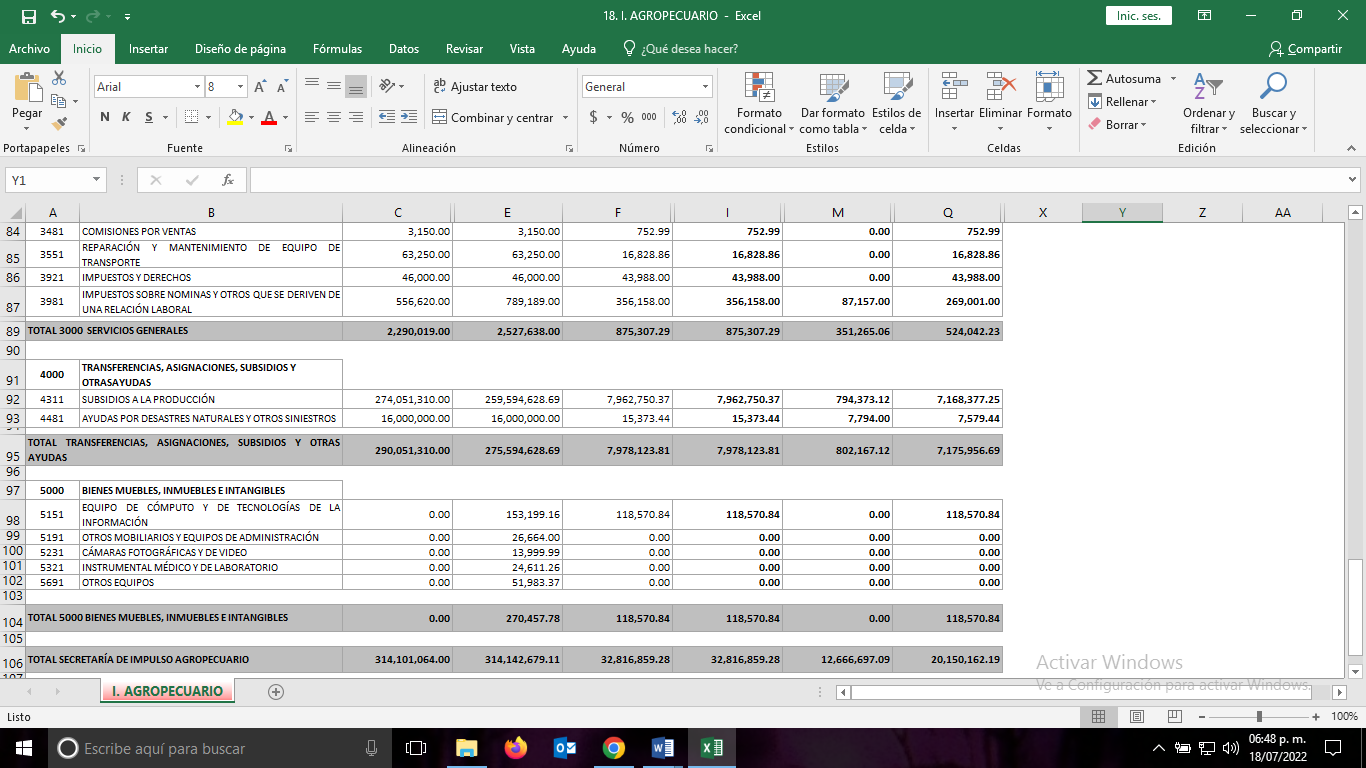 18. I. AGROPECUARIO - Excel
Inic. ses.
Archivo Inicio Insertar Diseño de página Fórmulas Datos Revisar Vista Ayuda ¿Qué desea hacer? Compartir
Pegar
Portapapeles
Arial 8
N K S
Fuente
Ajustar texto
Combinar y centrar
Alineación
General
$ % 000
Número
Formato condicional
Dar formato como tabla
Estilos de celda
Estilos
Insertar Eliminar Formato
Celdas
Autosuma
Rellenar
Borrar
Ordenar y filtrar
Buscar y seleccionar
Edición
Y1 fx
A B C E F I M Q X Y Z AA
84 3481 COMISIONES POR VENTAS 3,150.00 3,150.00 752.99 752.99 0.00 752.99
85 3551 REPARACIÓN Y MANTENIMIENTO DE EQUIPO DE
TRANSPORTE 63,250.00 63,250.00 16,828.86 16,828.86 0.00 16,828.86
86 3921 IMPUESTOS Y DERECHOS 46,000.00 46,000.00 43,988.00 43,988.00 0.00 43,988.00
87 3981 IMPUESTOS SOBRE NOMINAS Y OTROS QUE SE DERIVEN DE
UNA RELACIÓN LABORAL 556,620.00 789,189.00 356,158.00 356,158.00 87,157.00 269,001.00
89 TOTAL 3000 SERVICIOS GENERALES 2,290,019.00 2,527,638.00 875,307.29 875,307.29 351,265.06 524,042.23
90
91 4000 TRANSFERENCIAS, ASIGNACIONES, SUBSIDIOS Y
OTRASAYUDAS
92 4311 SUBSIDIOS A LA PRODUCCIÓN 274,051,310.00 259,594,628.69 7,962,750.37 7,962,750.37 794,373.12 7,168,377.25
93 4481 AYUDAS POR DESASTRES NATURALES Y OTROS SINIESTROS 16,000,000.00 16,000,000.00 15,373.44 15,373.44 7,794.00 7,579.44
95 TOTAL TRANSFERENCIAS, ASIGNACIONES, SUBSIDIOS Y OTRAS
AYUDAS 290,051,310.00 275,594,628.69 7,978,123.81 7,978,123.81 802,167.12 7,175,956.69
96
97 5000 BIENES MUEBLES, INMUEBLES E INTANGIBLES
98 5151 EQUIPO DE CÓMPUTO Y DE TECNOLOGÍAS DE LA
INFORMACIÓN 0.00 153,199.16 118,570.84 118,570.84 0.00 118,570.84
99 5191 OTROS MOBILIARIOS Y EQUIPOS DE ADMINISTRACIÓN 0.00 26,664.00 0.00 0.00 0.00 0.00
100 5231 CÁMARAS FOTOGRÁFICAS Y DE VIDEO 0.00 13,999.99 0.00 0.00 0.00 0.00
101 5321 INSTRUMENTAL MÉDICO Y DE LABORATORIO 0.00 24,611.26 0.00 0.00 0.00 0.00
102 5691 OTROS EQUIPOS 0.00 51,983.37 0.00 0.00 0.00 0.00
103
104 TOTAL 5000 BIENES MUEBLES, INMUEBLES E INTANGIBLES 0.00 270,457.78 118,570.84 118,570.84 0.00 118,570.84
105
106 TOTAL SECRETARÍA DE IMPULSO AGROPECUARIO 314,101,064.00 314,142,679.11 32,816,859.28 32,816,859.28 12,666,697.09 20,150,162.19
107
Activar Windows
Ve a Configuración para activar Windows.
I. AGROPECUARIO
Listo 100%
Escribe aquí para buscar
06:48 p. m.
18/07/2022